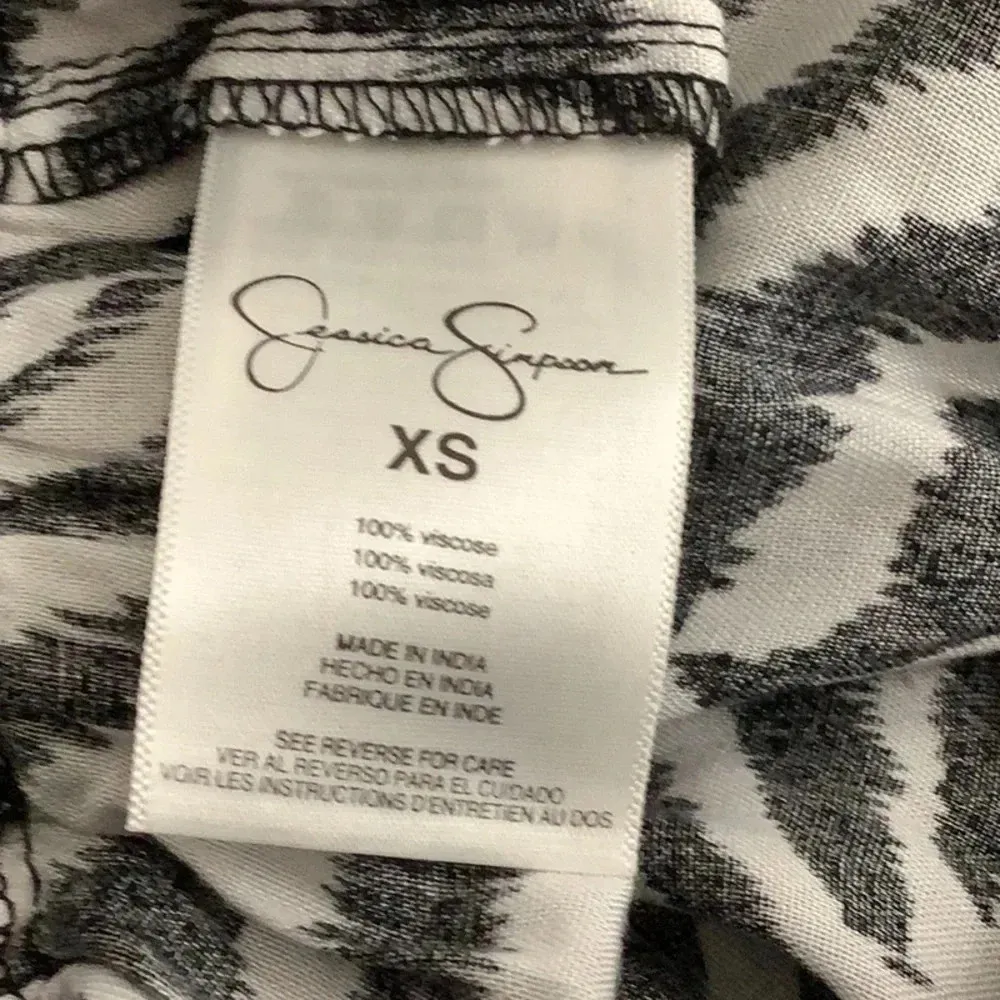 Jessica Simpson
XS
100% viscose
100% viscosa
100% viscose
MADE IN INDIA
HECHO EN INDIA
FABRIQUE EN INDE
SEE REVERSE FOR CARE
VER AL REVERSO PARA EL CUIDADO
VOIR LES INSTRUCTIONS D'ENTRETIEN AU DOS